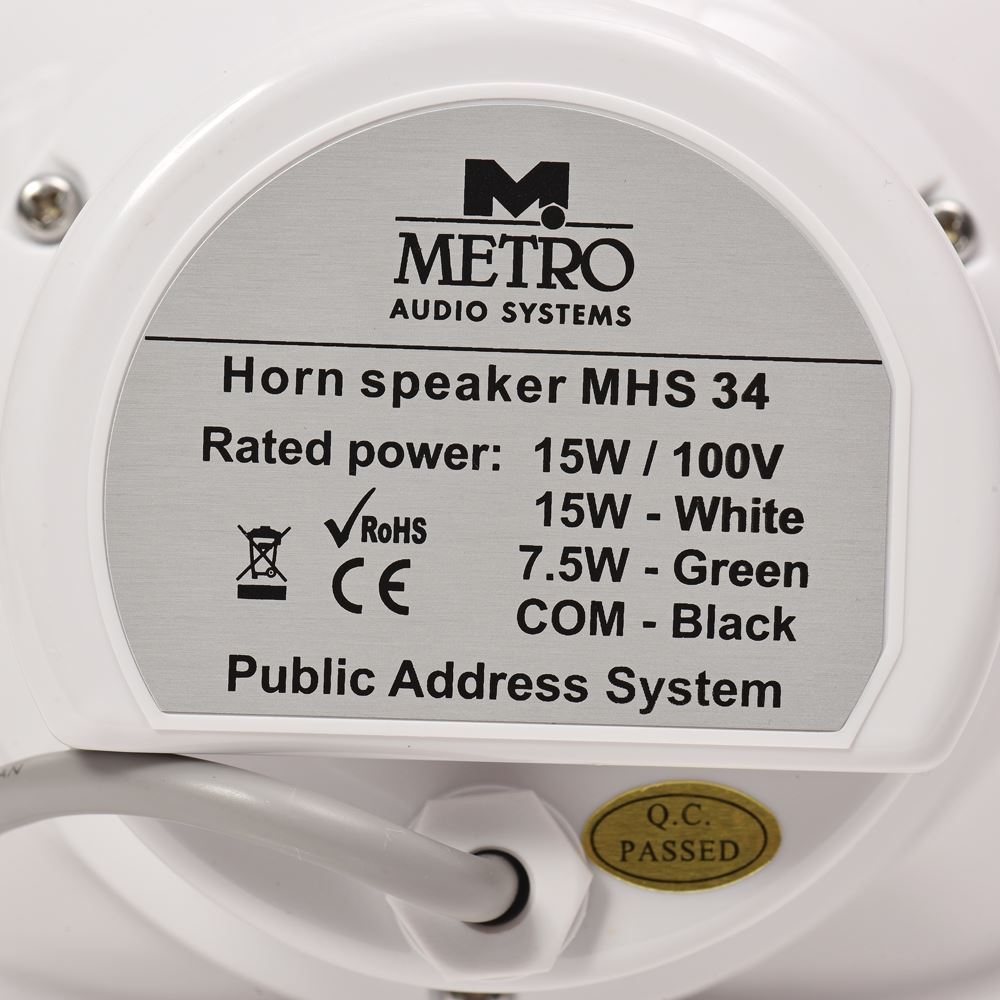 M
METRO
AUDIO SYSTEMS
Horn speaker MHS 34
Rated power: 15W / 100V
15W - White
7.5W - Green
COM - Black
RoHS
CE
Public Address System
Q.C.
PASSED